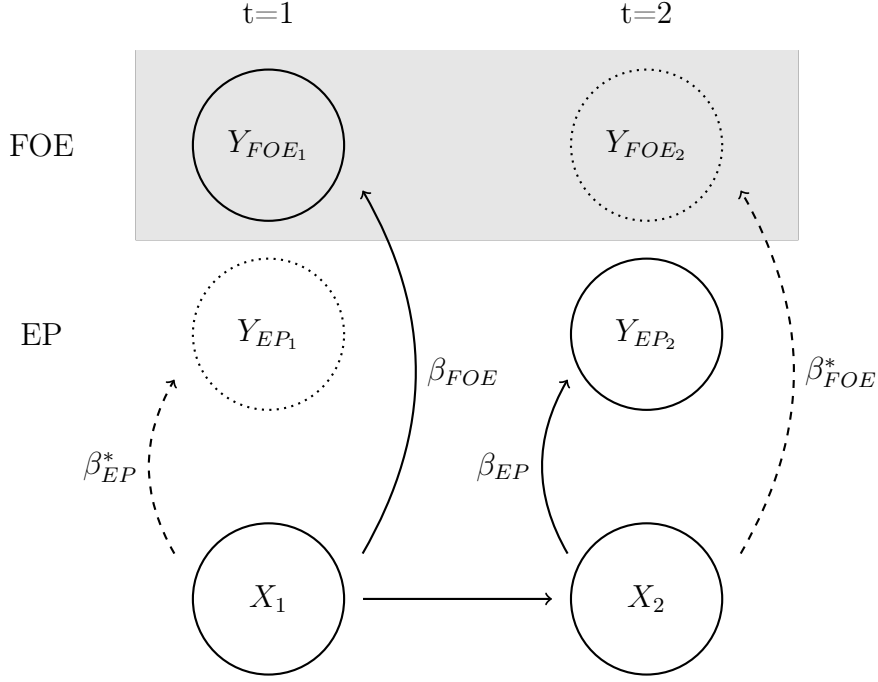 t=1 t=2
FOE Y_{FOE_1} Y_{FOE_2}
EP Y_{EP_1} Y_{EP_2}
β_{FOE} β^*_{FOE}
β^*_{EP} β_{EP}
X_1 X_2